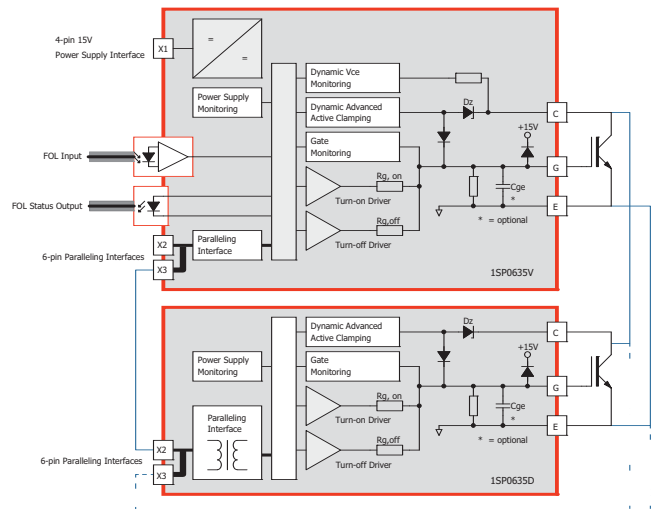 4-pin 15V
Power Supply Interface
X1
=
=
Power Supply
Monitoring
Dynamic Vce
Monitoring
Dynamic Advanced
Active Clamping
Gate
Monitoring
Dz
C
+15V
G
FOL Input
Rg, on
Turn-on Driver
Cge
*
E
FOL Status Output
Rg,off
Turn-off Driver
* = optional
X2
6-pin Paralleling Interfaces
X3
Paralleling
Interface
1SP0635V
Dynamic Advanced
Active Clamping
Dz
C
Power Supply
Monitoring
Gate
Monitoring
+15V
G
Rg, on
Turn-on Driver
Cge
*
E
Paralleling
Interface
Rg,off
Turn-off Driver
* = optional
X2
6-pin Paralleling Interfaces
X3
1SP0635D